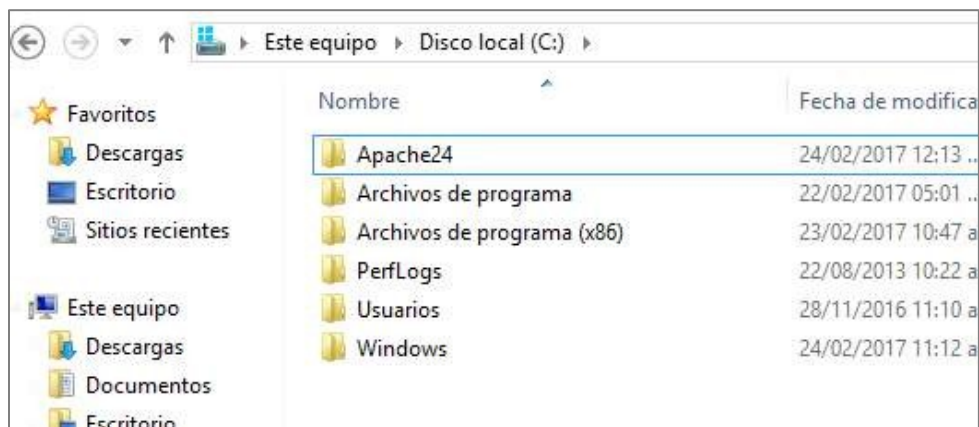 Este equipo Disco local (C:)
Favoritos
Descargas
Escritorio
Sitios recientes
Este equipo
Descargas
Documentos
Escritorio
Nombre Fecha de modifica
Apache24 24/02/2017 12:13 ..
Archivos de programa 22/02/2017 05:01 ..
Archivos de programa (x86) 23/02/2017 10:47 a
PerfLogs 22/08/2013 10:22 a
Usuarios 28/11/2016 11:10 a
Windows 24/02/2017 11:12 a